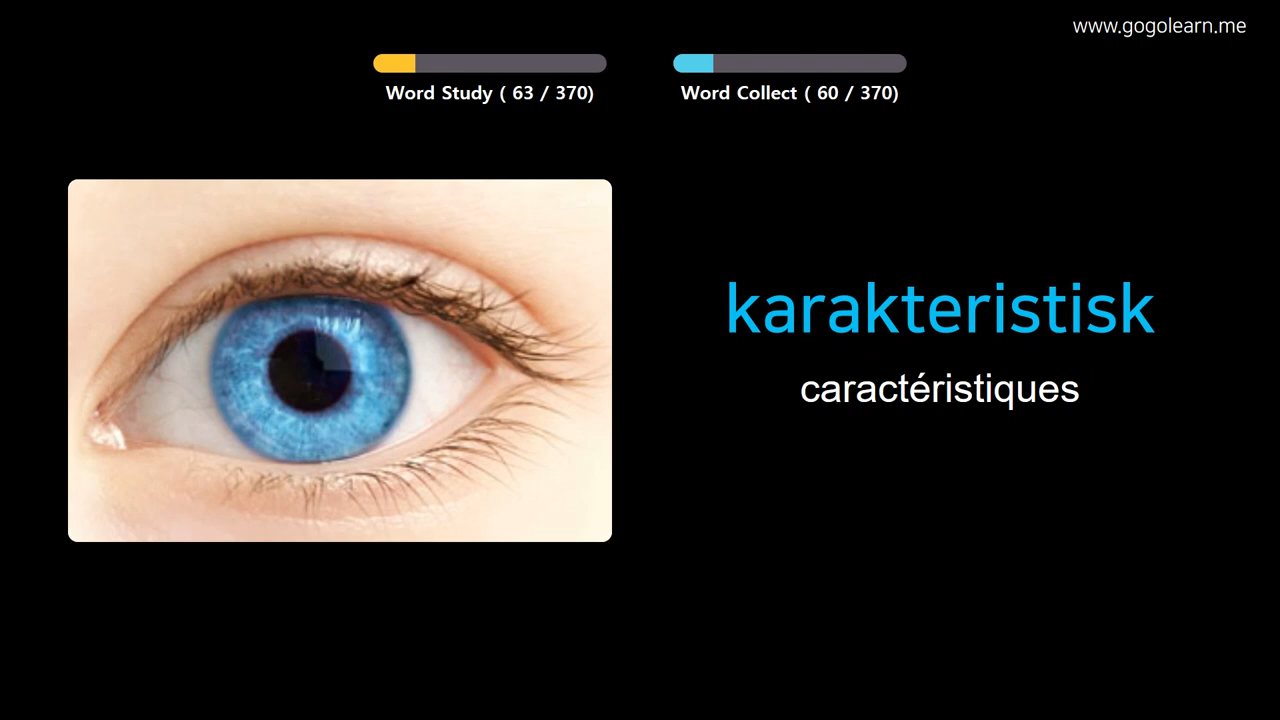 www.gogolearn.me
Word Study ( 63 / 370)
Word Collect ( 60 / 370)
karakteristisk
caractéristiques